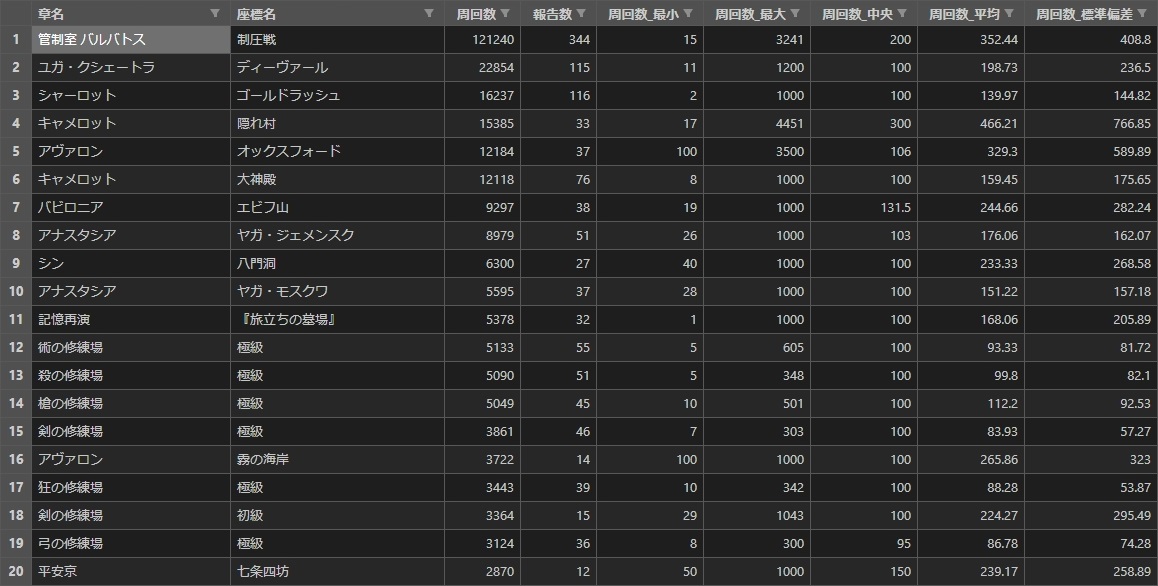 章名 座標名 周回数 報告数 周回数_最小 周回数_最大 周回数_中央 周回数_平均 周回数_標準偏差
1 管制室 バルバトス 制圧戦 121240 344 15 3241 200 352.44 408.8
2 ユガ・クシェートラ ディーヴァール 22854 115 11 1200 100 198.73 236.5
3 シャーロット ゴールドラッシュ 16237 116 2 1000 100 139.97 144.82
4 キャメロット 隠れ村 15385 33 17 4451 300 466.21 766.85
5 アヴァロン オックスフォード 12184 37 100 3500 106 329.3 589.89
6 キャメロット 大神殿 12118 76 8 1000 100 159.45 175.65
7 バビロニア エビフ山 9297 38 19 1000 131.5 244.66 282.24
8 アナスタシア ヤガ・ジェメンスク 8979 51 26 1000 103 176.06 162.07
9 シン 八門洞 6300 27 40 1000 100 233.33 268.58
10 アナスタシア ヤガ・モスクワ 5595 37 28 1000 100 151.22 157.18
11 記憶再演 『旅立ちの墓場』 5378 32 1 1000 100 168.06 205.89
12 術の修練場 極級 5133 55 5 605 100 93.33 81.72
13 殺の修練場 極級 5090 51 5 348 100 99.8 82.1
14 槍の修練場 極級 5049 45 10 501 100 112.2 92.53
15 剣の修練場 極級 3861 46 7 303 100 83.93 57.27
16 アヴァロン 霧の海岸 3722 14 100 1000 100 265.86 323
17 狂の修練場 極級 3443 39 10 342 100 88.28 53.87
18 剣の修練場 初級 3364 15 29 1043 100 224.27 295.49
19 弓の修練場 極級 3124 36 8 300 95 86.78 74.28
20 平安京 七条四坊 2870 12 50 1000 150 239.17 258.89